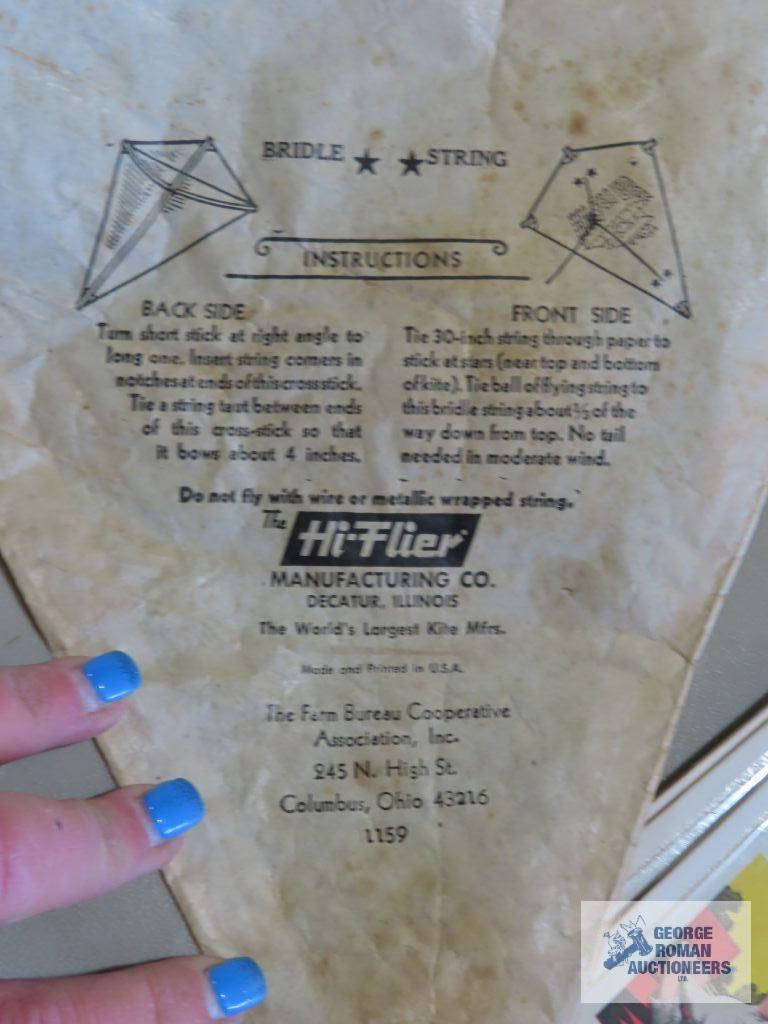 BRIDLE ★ ★ STRING
INSTRUCTIONS
BACK SIDE
Turn short stick at right angle to
long one. Insert string corners in
notches at ends of this cross stick.
Tie a string taut between ends
of this cross-stick so that
it bows about 4 inches.
FRONT SIDE
Tie 30-inch string through paper to
stick at stars (near top and bottom
of kite). Tie ball of flying string to
this bridle string about ⅓ of the
way down from top. No tail
needed in moderate wind.
Do not fly with wire or metallic wrapped string.
The Hi-Flier
MANUFACTURING CO.
DECATUR, ILLINOIS
The World's Largest Kite Mfrs.
Made and Printed in U.S.A.
The Farm Bureau Cooperative
Association, Inc.
245 N. High St.
Columbus, Ohio 43216
1159
GEORGE
ROMAN
AUCTIONEERS
LTD.